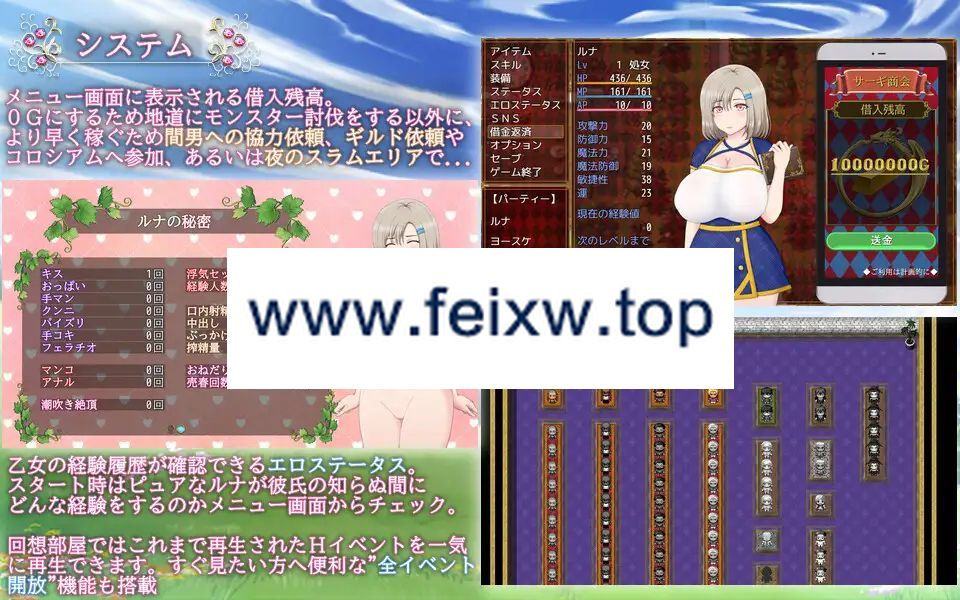 システム
メニュー画面に表示される借入残高。
０Ｇにするため地道にモンスター討伐をする以外に、
より早く稼ぐため間男への協力依頼、ギルド依頼や
コロシアムへ参加、あるいは夜のスラムエリアで...
ルナの秘密
キス 1回
おっぱい 0回
手マン 0回
クンニ 0回
パイズリ 0回
手コキ 0回
フェラチオ 0回
マンコ 0回
アナル 0回
潮吹き絶頂 0回
浮気セッ
経験人数
口内射精
中出し
ぶっかけ
搾精量
おねだり
売春回数
乙女の経験履歴が確認できるエロステータス。
スタート時はピュアなルナが彼氏の知らぬ間に
どんな経験をするのかメニュー画面からチェック。
回想部屋ではこれまで再生されたＨイベントを一気
に再生できます。すぐ見たい方へ便利な”全イベント
開放”機能も搭載
アイテム
スキル
装備
ステータス
エロステータス
ＳＮＳ
借金返済
オプション
セーブ
ゲーム終了
【パーティー】
ルナ
ヨースケ
ルナ
Lv 1 処女
HP 436/ 436
MP 161/ 161
AP 10/ 10
攻撃力 20
防御力 15
魔法力 21
魔法防御 19
敏捷性 38
運 23
現在の経験値
0
次のレベルまで
サーギ商会
借入残高
10000000G
送金
◆ご利用は計画的に◆
www.feixw.top